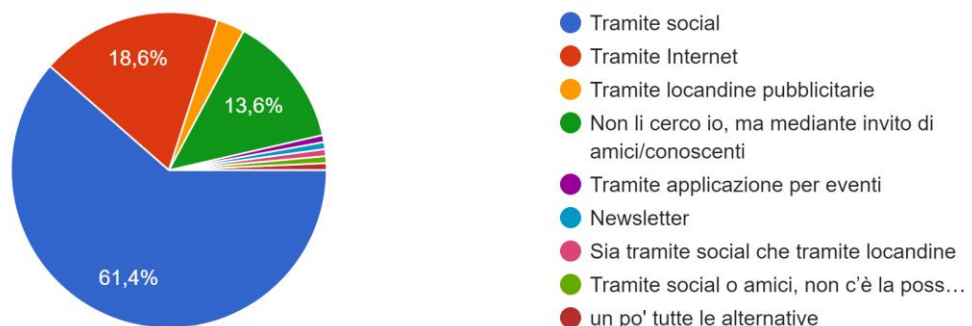 18,6%
13,6%
61,4%
Tramite social
Tramite Internet
Tramite locandine pubblicitarie
Non li cerco io, ma mediante invito di
amici/conoscenti
Tramite applicazione per eventi
Newsletter
Sia tramite social che tramite locandine
Tramite social o amici, non c’è la poss…
un po' tutte le alternative